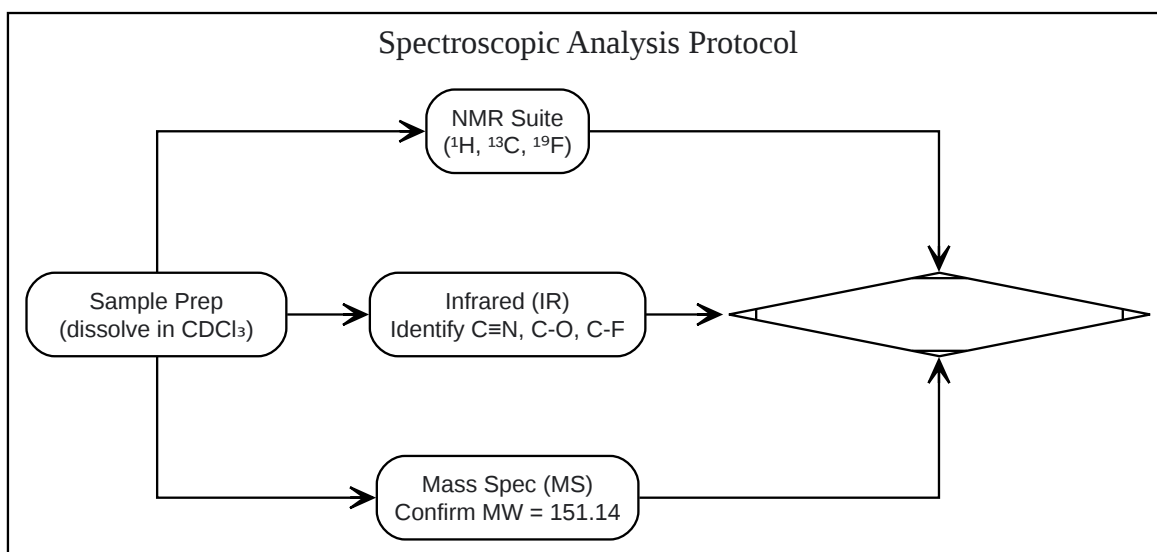 Spectroscopic Analysis Protocol
NMR Suite
(¹H, ¹³C, ¹⁹F)
Sample Prep
(dissolve in CDCl₃)
Infrared (IR)
Identify C≡N, C-O, C-F
Mass Spec (MS)
Confirm MW = 151.14